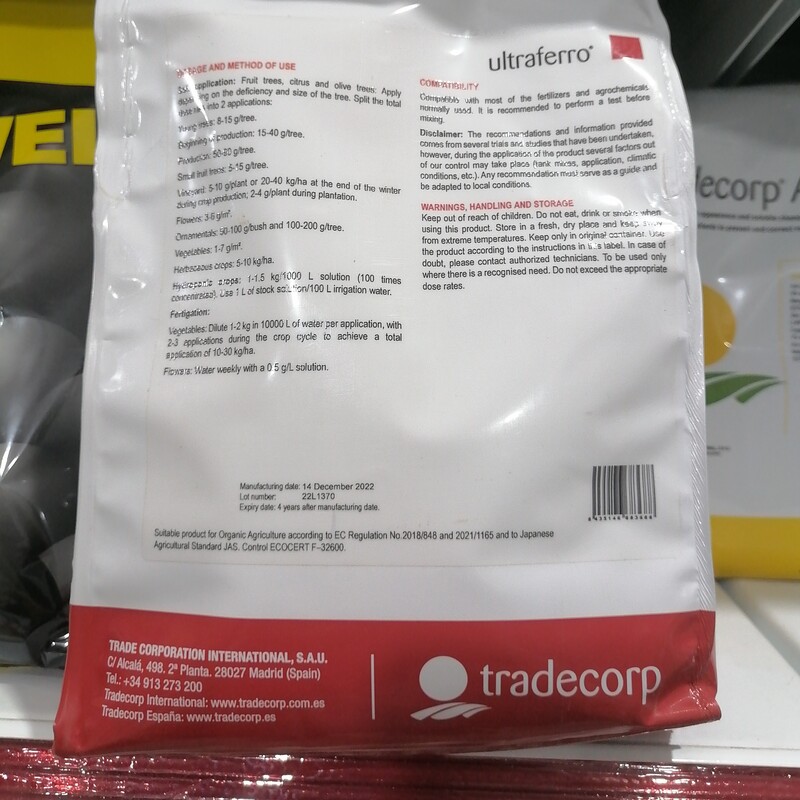 ultraferro®
AND METHOD OF USE
Application: Fruit trees, citrus and olive trees: Apply
depending on the deficiency and size of the tree. Split the total
into 2 applications:
Young trees: 8-15 g/tree.
Beginning of production: 15-40 g/tree.
Production: 50-80 g/tree.
Small fruit trees: 5-15 g/tree.
Vineyard: 5-10 g/plant or 20-40 kg/ha at the end of the winter
during crop production; 2-4 g/plant during plantation.
Flowers: 3-6 g/m².
Ornamentals: 50-100 g/bush and 100-200 g/tree.
Vegetables: 1-7 g/m².
Herbaceous crops: 5-10 kg/ha.
Hydroponic crops: 1-1.5 kg/1000 L solution (100 times
concentrated). Use 1 L of stock solution/100 L irrigation water.
Fertigation:
Vegetables: Dilute 1-2 kg in 10000 L of water per application, with
2-3 applications during the crop cycle to achieve a total
application of 10-30 kg/ha.
Flowers: Water weekly with a 0.5 g/L solution.
COMPATIBILITY
Compatible with most of the fertilizers and agrochemicals
normally used. It is recommended to perform a test before
mixing.
Disclaimer: The recommendations and information provided
comes from several trials and studies that have been undertaken,
however, during the application of the product several factors out
of our control may take place (tank mixes, application, climatic
conditions, etc.). Any recommendation must serve as a guide and
be adapted to local conditions.
WARNINGS, HANDLING AND STORAGE
Keep out of reach of children. Do not eat, drink or smoke when
using this product. Store in a fresh, dry place and keep away
from extreme temperatures. Keep only in original container. Use
the product according to the instructions in this label. In case of
doubt, please contact authorized technicians. To be used only
where there is a recognised need. Do not exceed the appropriate
dose rates.
Manufacturing date: 14 December 2022
Lot number: 22L1370
Expiry date: 4 years after manufacturing date.
Suitable product for Organic Agriculture according to EC Regulation No.2018/848 and 2021/1165 and to Japanese
Agricultural Standard JAS. Control ECOCERT F-32600.
TRADE CORPORATION INTERNATIONAL, S.A.U.
C/ Alcalá, 498. 2ª Planta. 28027 Madrid (Spain)
Tel.: +34 913 273 200
Tradecorp International: www.tradecorp.com.es
Tradecorp España: www.tradecorp.es
tradecorp
VE
decorp® A